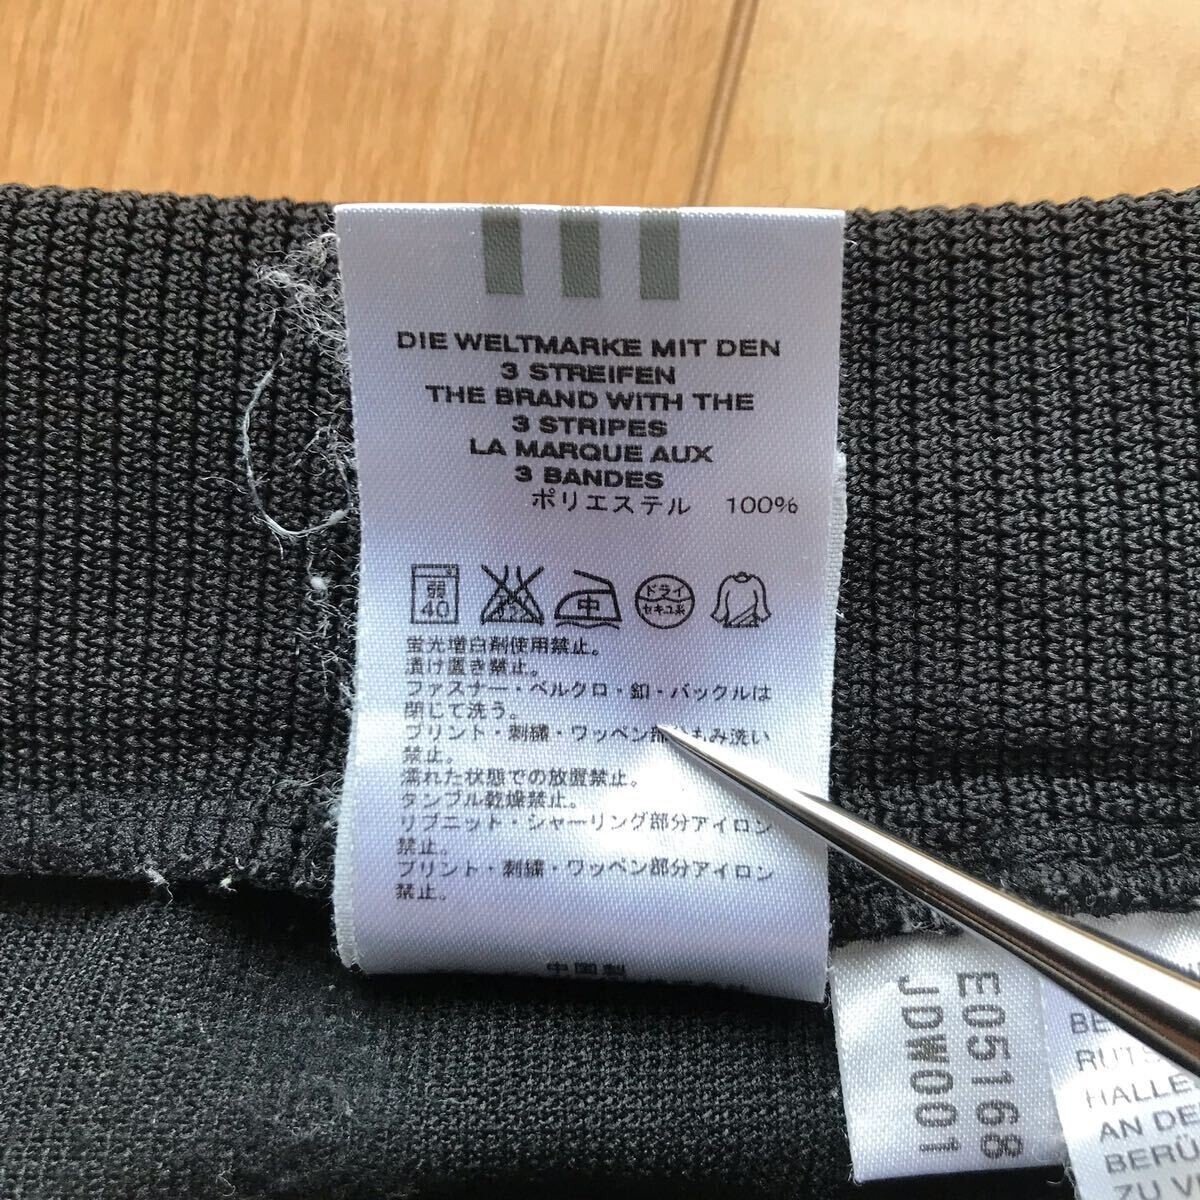 DIE WELTMARKE MIT DEN
3 STREIFEN
THE BRAND WITH THE
3 STRIPES
LA MARQUE AUX
3 BANDES
ポリエステル 100%
弱
40
中
ドライ
セキユ系
蛍光増白剤使用禁止。
漬け置き禁止。
ファスナー・ベルクロ・釦・バックルは
閉じて洗う。
プリント・刺繍・ワッペン もみ洗い
禁止。
濡れた状態での放置禁止。
タンブル乾燥禁止。
リブニット・シャーリング部分アイロン
禁止。
プリント・刺繍・ワッペン部分アイロン
禁止。
中国製
E05168
JDW001
HALLE
AN DE
ZU V